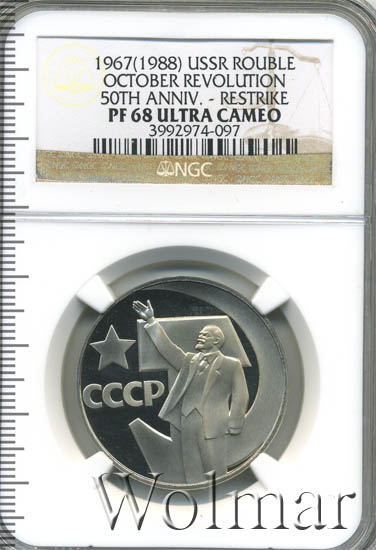 1967(1988) USSR ROUBLE
OCTOBER REVOLUTION
50TH ANNIV. - RESTRIKE
PF 68 ULTRA CAMEO
3992974-097
NGC
СССР
Wolmar